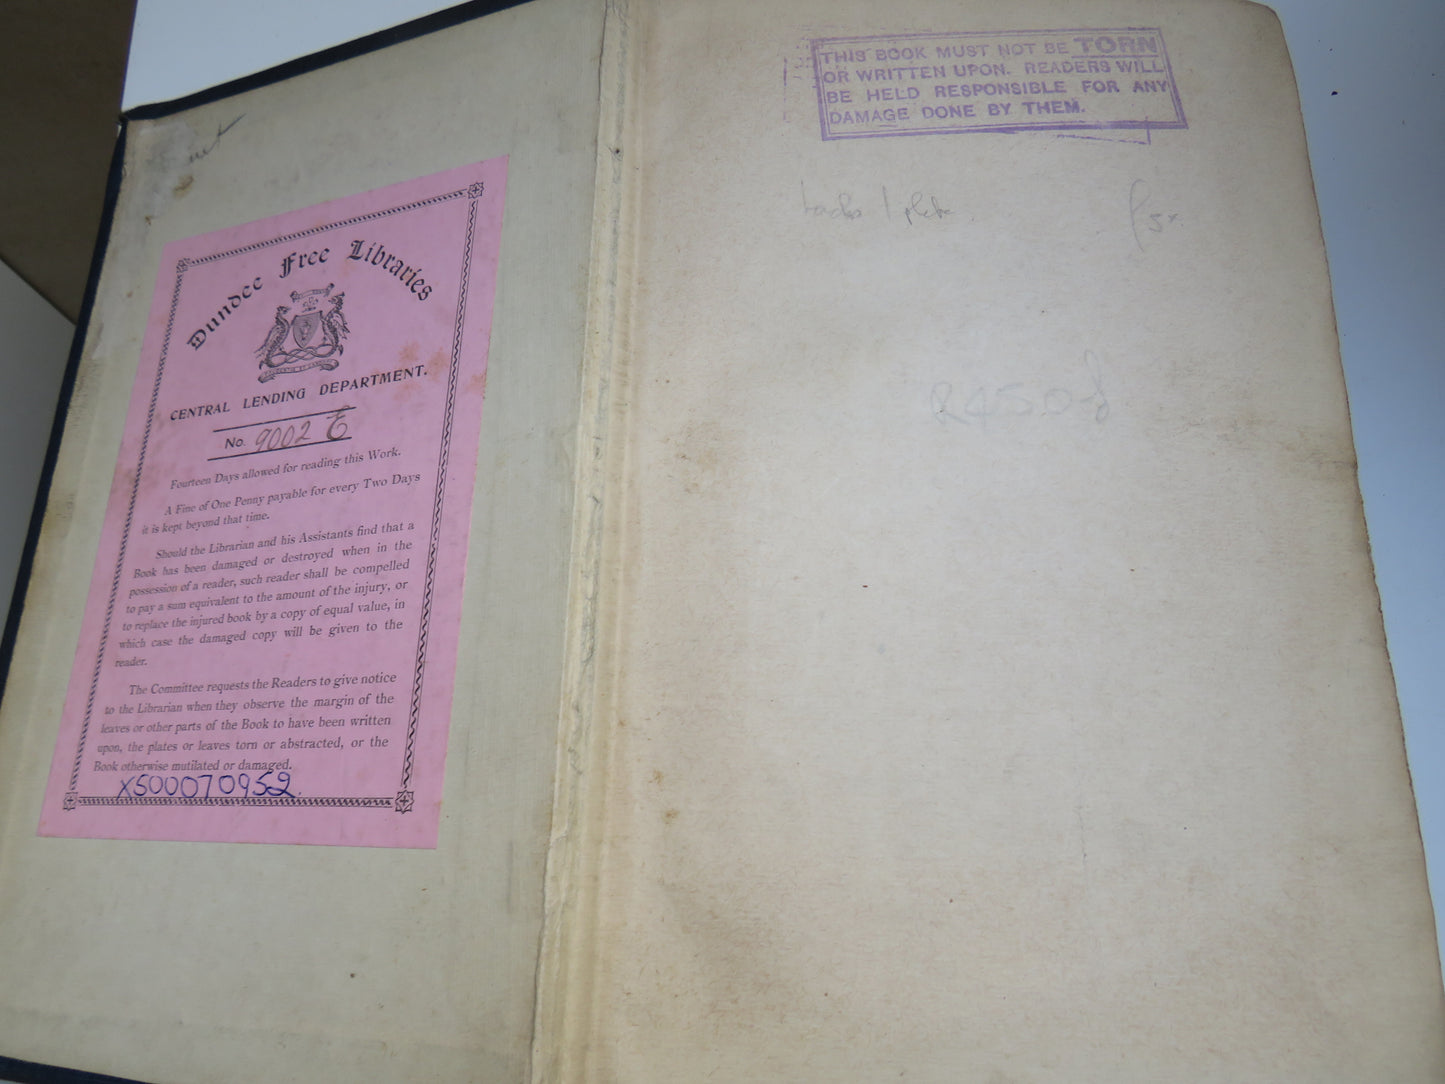 Dundee Free Libraries
CENTRAL LENDING DEPARTMENT.
No. 9002 E
Fourteen Days allowed for reading this Work.
A Fine of One Penny payable for every Two Days
it is kept beyond that time.
Should the Librarian and his Assistants find that a
Book has been damaged or destroyed when in the
possession of a reader, such reader shall be compelled
to pay a sum equivalent to the amount of the injury, or
to replace the injured book by a copy of equal value, in
which case the damaged copy will be given to the
reader.
The Committee requests the Readers to give notice
to the Librarian when they observe the margin of the
leaves or other parts of the Book to have been written
upon, the plates or leaves torn or abstracted, or the
Book otherwise mutilated or damaged.
X500070952.
THIS BOOK MUST NOT BE TORN
OR WRITTEN UPON. READERS WILL
BE HELD RESPONSIBLE FOR ANY
DAMAGE DONE BY THEM.